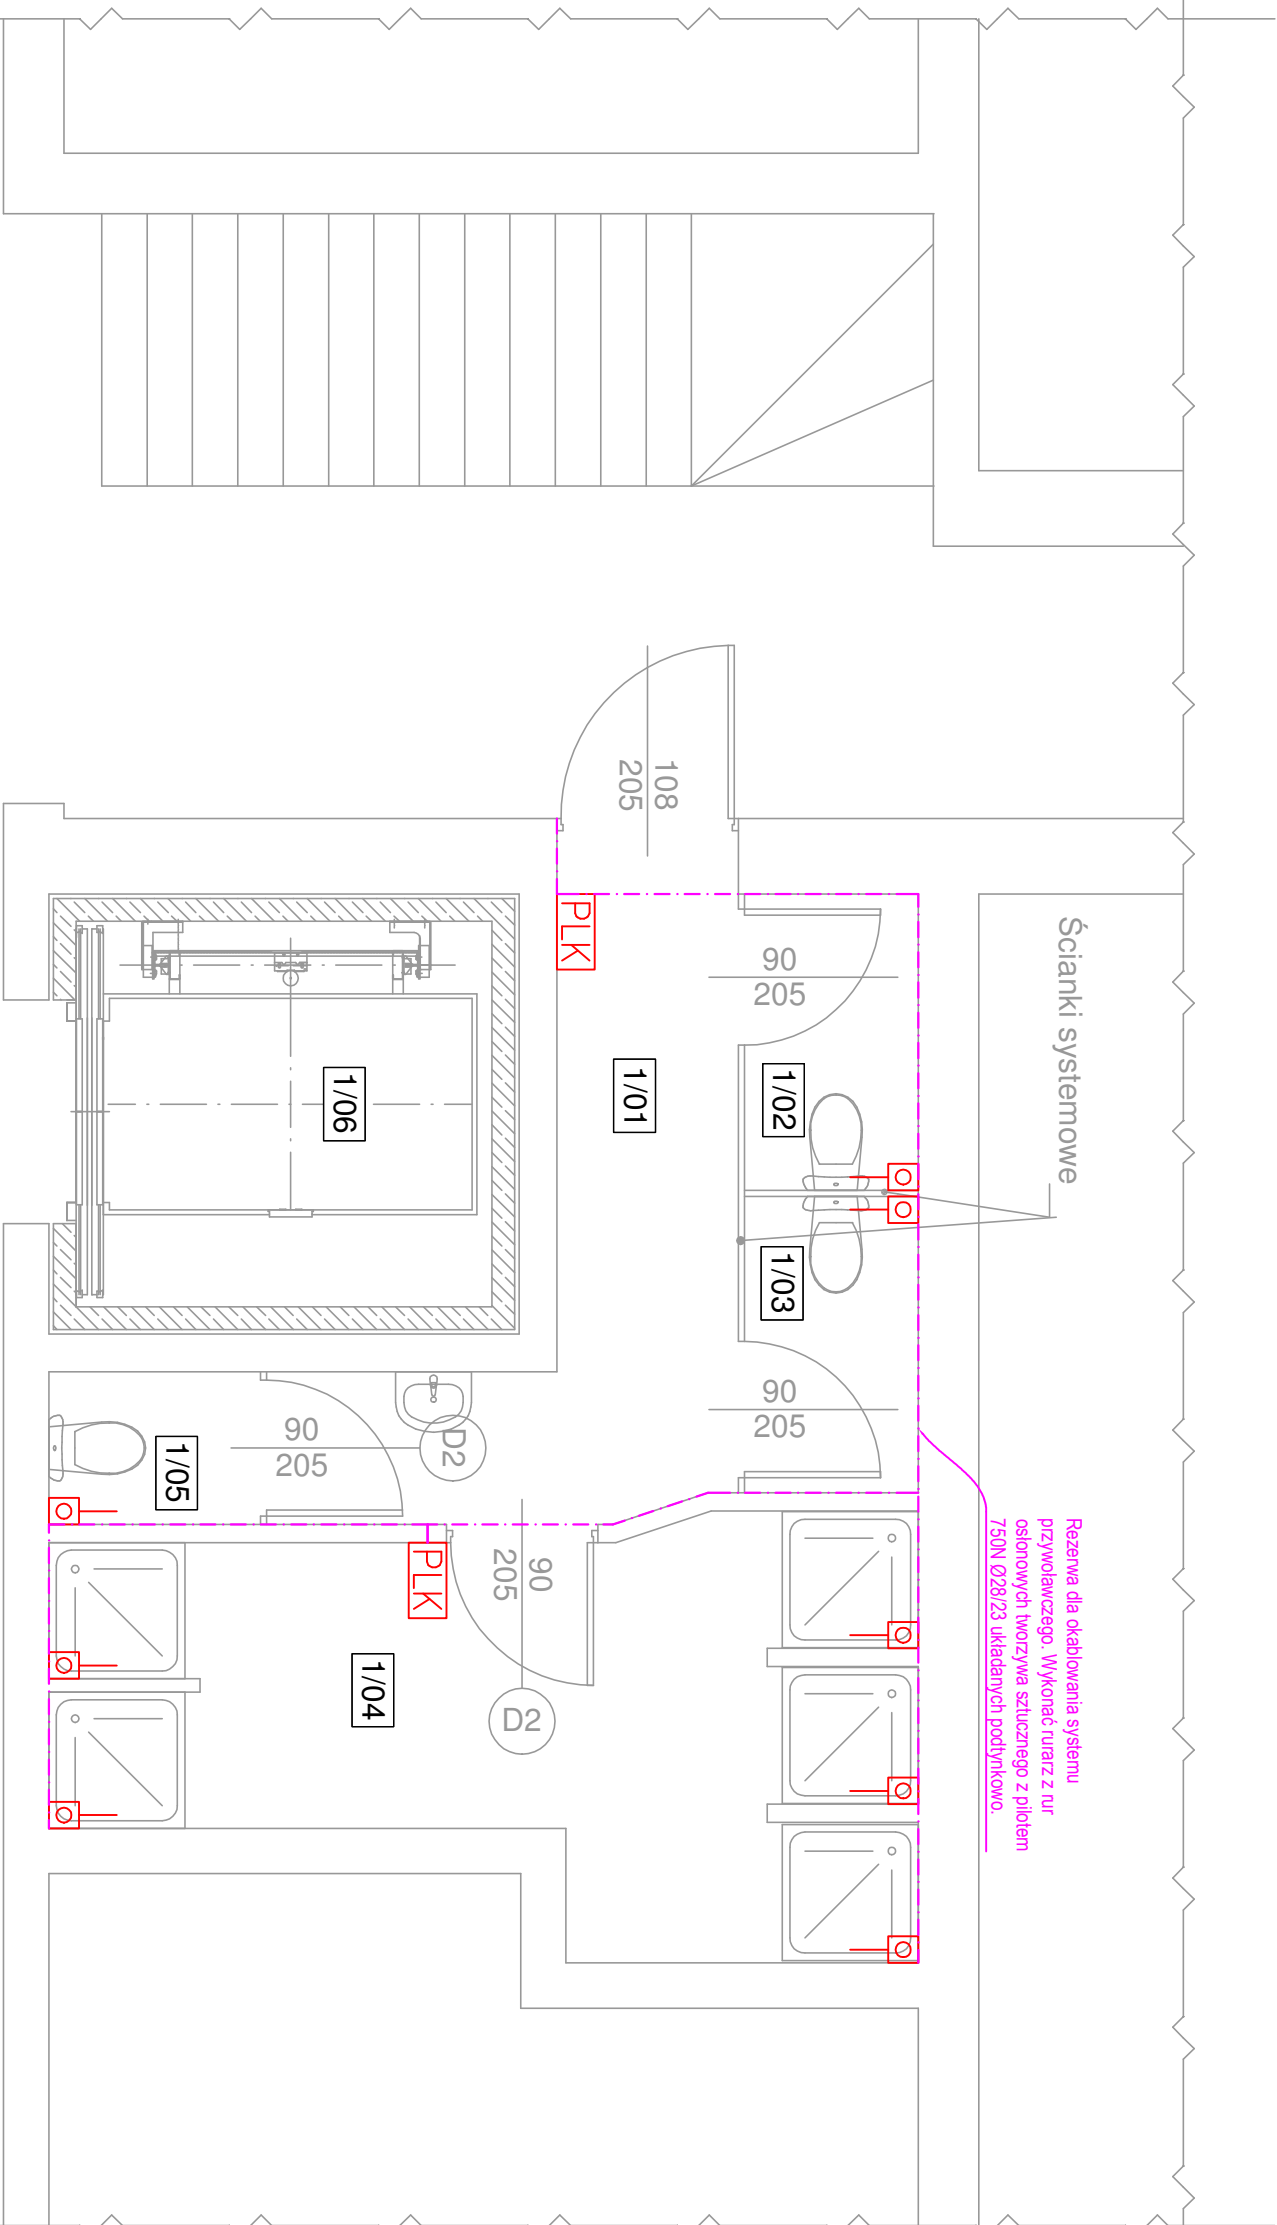 Ścianki systemowe
Rezerwa dla okablowania systemu
przywoławczego. Wykonać rurarz z rur
osłonowych tworzywa sztucznego z pilotem
750N Ø28/23 układanych podtynkowo.
108
205
PLK
90
205
1/02
1/01
1/06
1/03
90
205
90
205
D2
1/05
90
205
PLK
1/04
D2